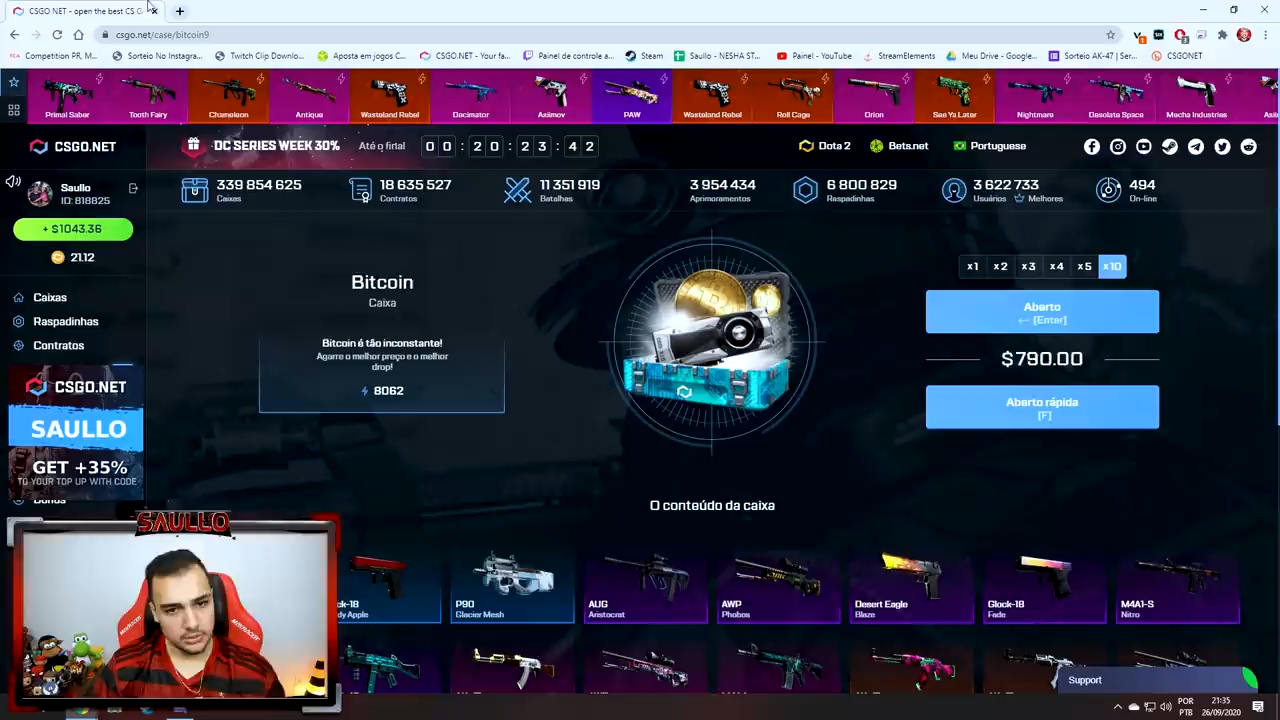 CSGO NET - open the best CS G
csgo.net/case/bitcoin9
Competition PR, M...
Sorteio No Instagra...
Twitch Clip Downlo...
Aposta em jogos C...
CSGO.NET - Your fa...
Painel de controle a...
Steam
Saullo - NESHA ST...
Painel - YouTube
StreamElements
Meu Drive - Google...
Sorteio AK-47 | Ser...
CSGONET
Primal Saber
Tooth Fairy
Chameleon
Antique
Wasteland Rebel
Decimator
Asiimov
PAW
Wasteland Rebel
Roll Cage
Orion
See Ya Later
Nightmare
Desolate Space
Mecha Industries
CSGO.NET
DC SERIES WEEK 30%
Até o firtal
00:20:23:42
Dota 2
Bets.net
Portuguese
Saullo
ID: 818825
+ $1043.36
21.12
339 854 625
Caixas
18 635 527
Contratos
11 351 919
Batalhas
3 954 434
Aprimoramentos
6 800 829
Raspadinhas
3 622 733
Usuários
Melhores
494
On-line
Caixas
Raspadinhas
Contratos
CSGO.NET
SAULLO
GET +35%
TO YOUR TOP UP WITH CODE
Bitcoin
Caixa
Bitcoin é tão inconstante!
Agarre o melhor preço e o melhor
drop!
8062
x1 x2 x3 x4 x5 x10
Aberto
← [Enter]
$790.00
Aberto rápida
[F]
O conteúdo da caixa
SAULLO
ck-18
dy Apple
P90
Glacier Mesh
AUG
Aristocrat
AWP
Phobos
Desert Eagle
Blaze
Glock-18
Fade
M4A1-S
Nitro
Support
POR
PTB
21:35
26/09/2020